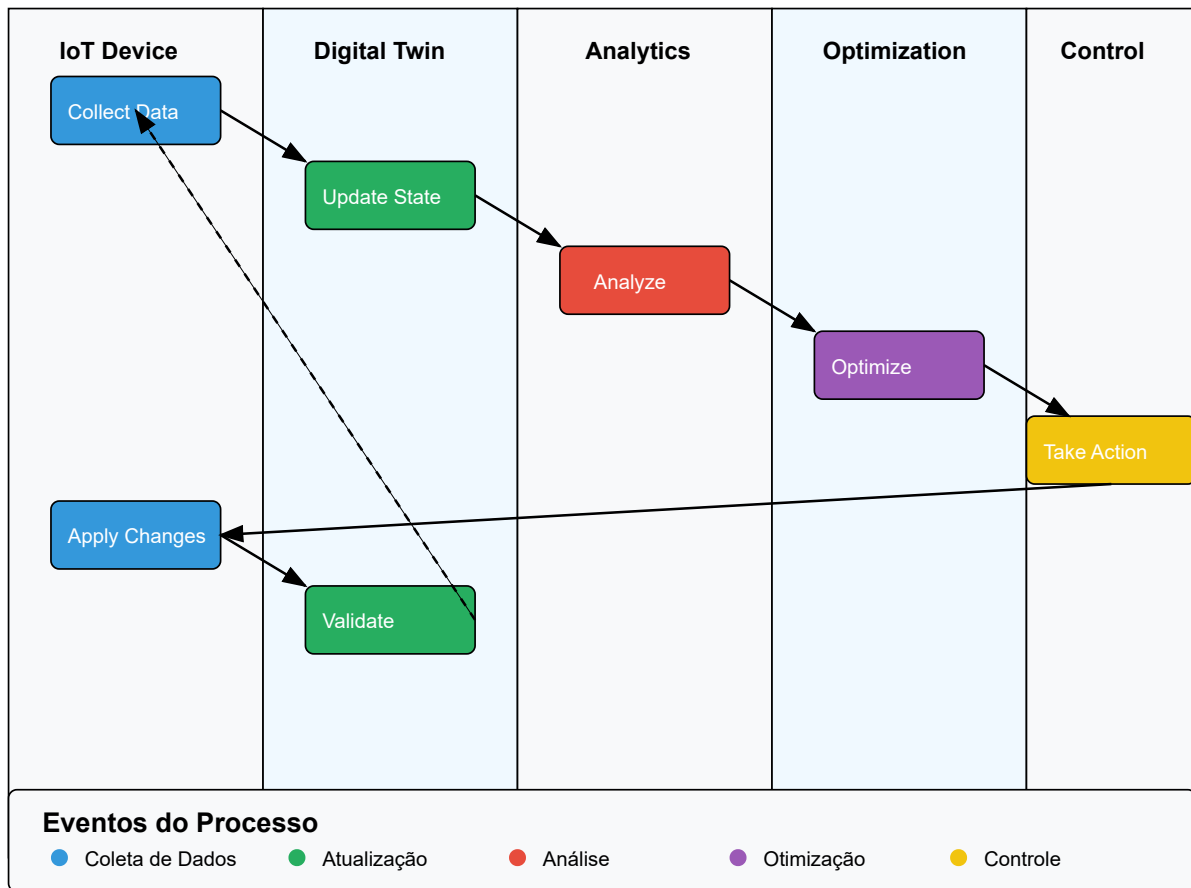 IoT Device
Digital Twin
Analytics
Optimization
Control
Collect Data
Update State
Analyze
Optimize
Take Action
Apply Changes
Validate
Eventos do Processo
Coleta de Dados
Atualização
Análise
Otimização
Controle